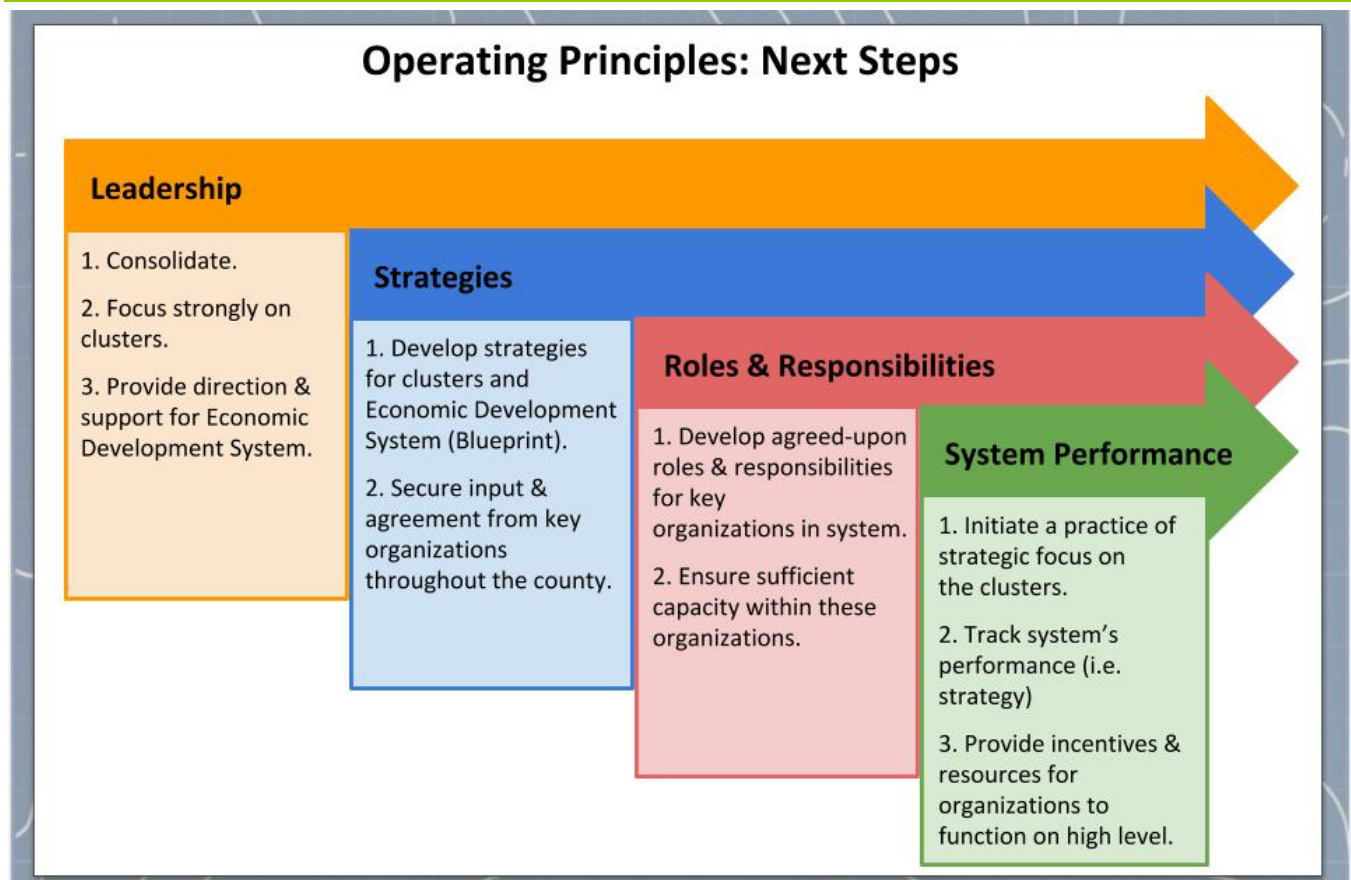 Operating Principles: Next Steps
Leadership
1. Consolidate.
2. Focus strongly on
clusters.
3. Provide direction &
support for Economic
Development System.
Strategies
1. Develop strategies
for clusters and
Economic Development
System (Blueprint).
2. Secure input &
agreement from key
organizations
throughout the county.
Roles & Responsibilities
1. Develop agreed-upon
roles & responsibilities
for key
organizations in system.
2. Ensure sufficient
capacity within these
organizations.
System Performance
1. Initiate a practice of
strategic focus on
the clusters.
2. Track system's
performance (i.e.
strategy)
3. Provide incentives &
resources for
organizations to
function on high level.